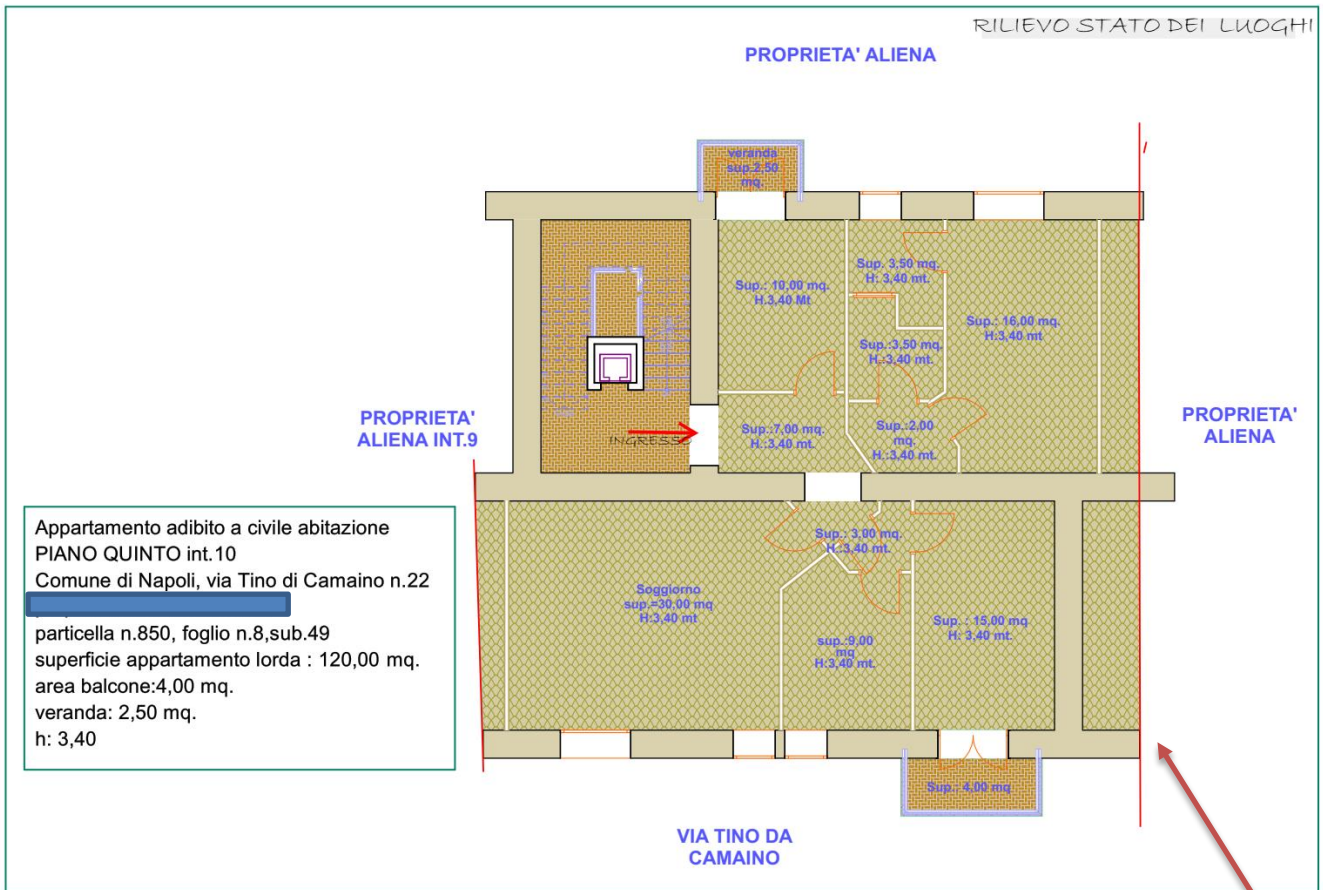 RILIEVO STATO DEI LUOGHI
PROPRIETA' ALIENA
veranda
sup.2,50
mq.
Sup.: 10,00 mq.
H.3,40 Mt
Sup. 3,50 mq.
H: 3,40 mt.
Sup.: 16,00 mq.
H:3,40 mt
Sup.:3,50 mq.
H.:3,40 mt.
PROPRIETA'
ALIENA INT.9
INGRESSO
Sup.:7,00 mq.
H.:3,40 mt.
Sup.:2,00
mq.
H.:3,40 mt.
PROPRIETA'
ALIENA
Appartamento adibito a civile abitazione
PIANO QUINTO int.10
Comune di Napoli, via Tino di Camaino n.22
particella n.850, foglio n.8,sub.49
superficie appartamento lorda : 120,00 mq.
area balcone:4,00 mq.
veranda: 2,50 mq.
h: 3,40
Sup.: 3,00 mq.
H.:3,40 mt.
Soggiorno
sup.=30,00 mq
H:3,40 mt
sup.:9,00
mq
H:3,40 mt.
Sup. : 15,00 mq
H: 3,40 mt.
Sup.: 4,00 mq
VIA TINO DA
CAMAINO